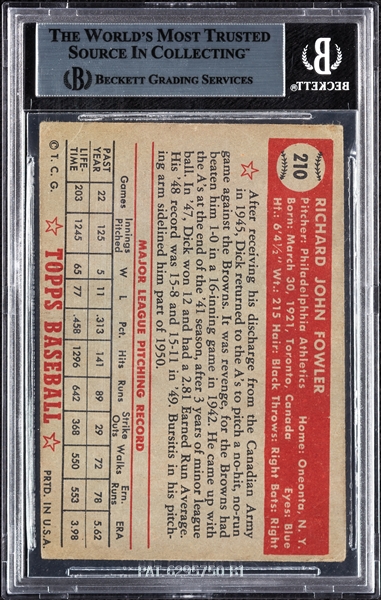 THE WORLD'S MOST TRUSTED
SOURCE IN COLLECTING™
BECKETT GRADING SERVICES
BECKETT
210
RICHARD JOHN FOWLER
Pitcher: Philadelphia Athletics Home: Oneonta, N. Y.
Born: March 30, 1921, Toronto, Canada Eyes: Blue
Ht.: 6'4½" Wt.: 215 Hair: Black Throws: Right Bats: Right
After receiving his discharge from the Canadian Army
in 1945, Dick returned to the A's to pitch a no-hit, no-run
game against the Browns. It was revenge, for the Browns had
beaten him 1-0 in a 16-inning game in 1942. He came up with
the A's at the end of the '41 season, after 3 years of minor league
ball. In '47, Dick won 12 and had a 2.81 Earned Run Average.
His '48 record was 15-8 and 15-11 in '49. Bursitis in his pitch-
ing arm sidelined him part of 1950.
MAJOR LEAGUE PITCHING RECORD
Games Innings Pitched W L Pct. Hits Runs Strike Outs Walks Ern. Runs ERA
PAST YEAR 22 125 5 11 .313 141 89 29 72 78 5.62
LIFE-TIME 203 1245 65 77 .458 1296 642 368 550 553 3.98
© T. C. G. TOPPS BASEBALL PRTD. IN U.S.A.
PAT 6295750 B1